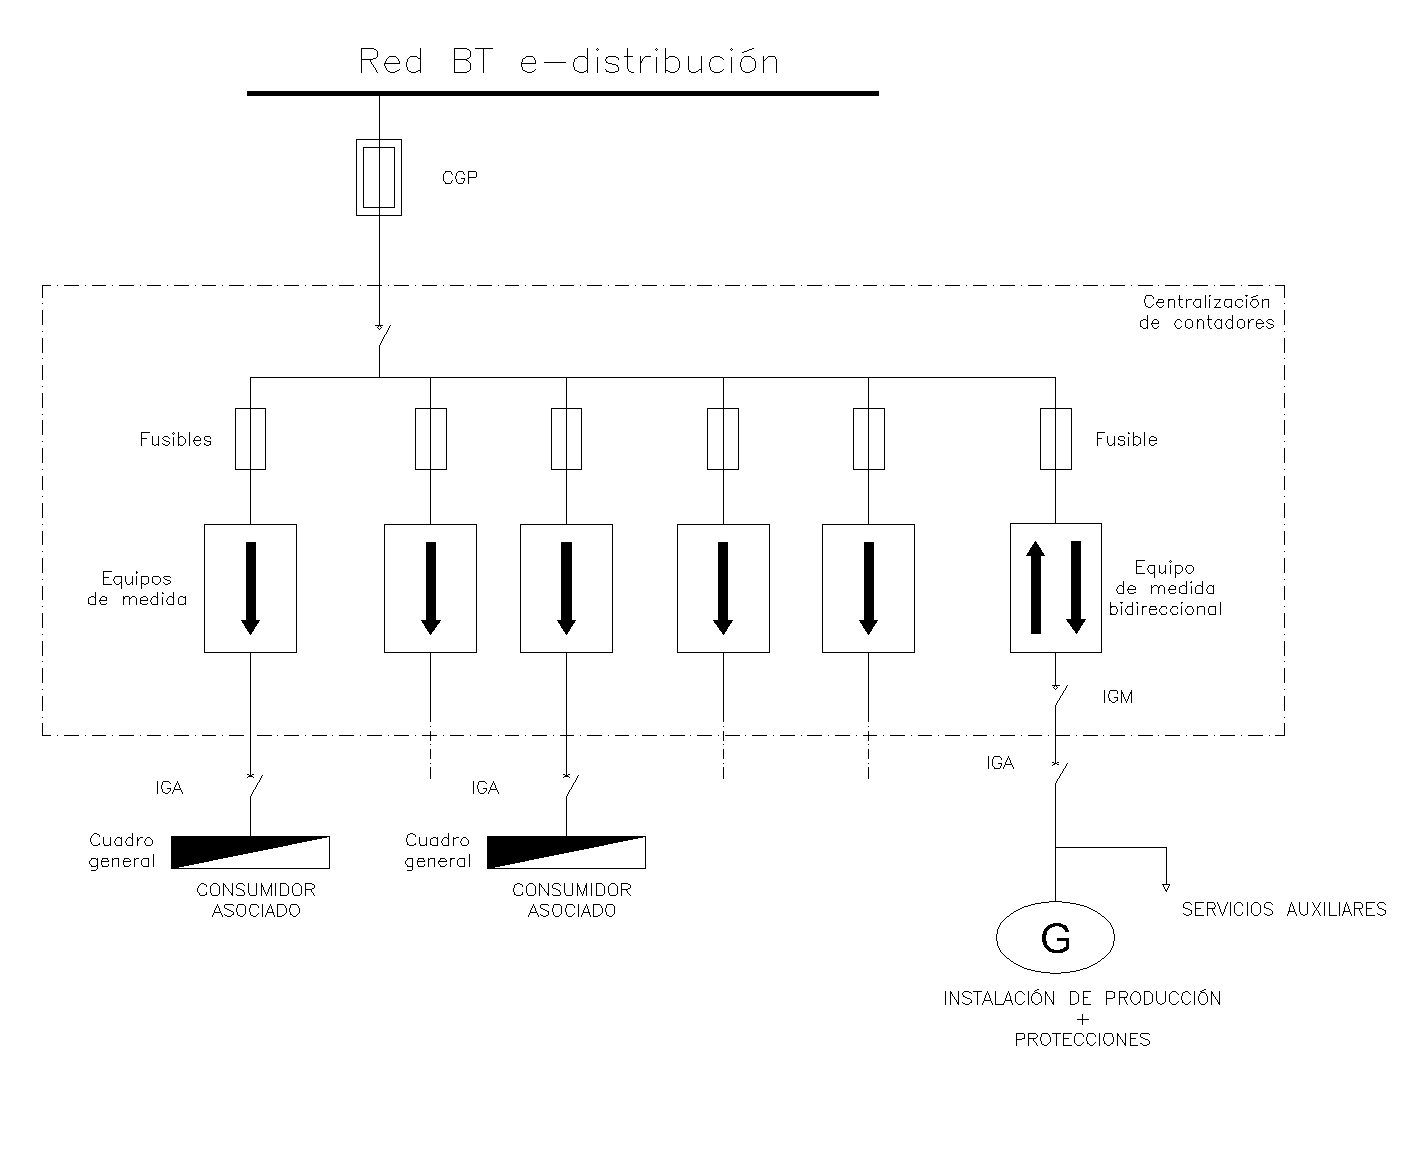 Red BT e-distribución
CGP
Centralización
de contadores
Fusibles
Fusible
Equipos
de medida
Equipo
de medida
bidireccional
IGM
IGA
IGA
IGA
Cuadro
general
CONSUMIDOR
ASOCIADO
Cuadro
general
CONSUMIDOR
ASOCIADO
SERVICIOS AUXILIARES
G
INSTALACIÓN DE PRODUCCIÓN
+
PROTECCIONES